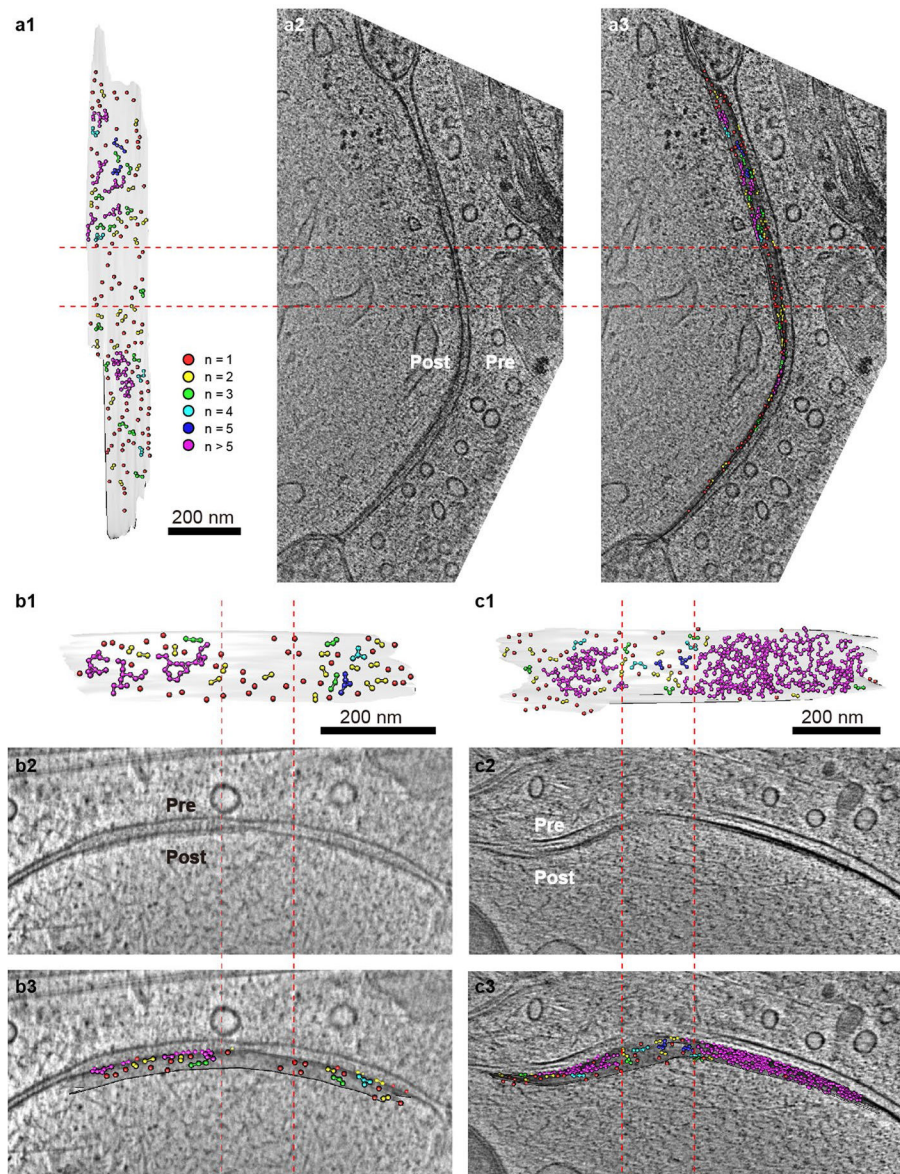 a1
a2
a3
Post
Pre
Post
n = 1
n = 2
n = 3
n = 4
n = 5
n > 5
200 nm
b1
c1
200 nm
200 nm
b2
c2
Pre
Post
Pre
Post
b3
c3